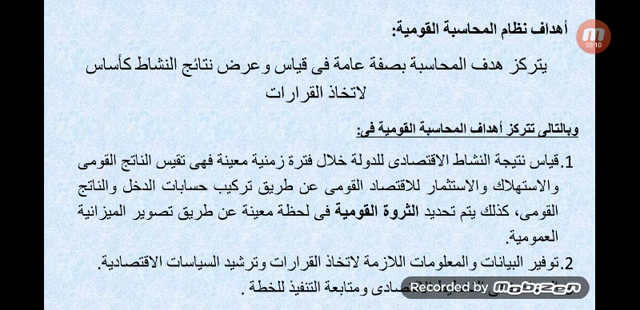 أهداف نظام المحاسبة القومية:
03:10
يتركز هدف المحاسبة بصفة عامة فى قياس وعرض نتائج النشاط كأساس
لاتخاذ القرارات
وبالتالى تتركز أهداف المحاسبة القومية فى:
1. قياس نتيجة النشاط الاقتصادى للدولة خلال فترة زمنية معينة فهى تقيس الناتج القومى
والاستهلاك والاستثمار للاقتصاد القومى عن طريق تركيب حسابات الدخل والناتج
القومى، كذلك يتم تحديد الثروة القومية فى لحظة معينة عن طريق تصوير الميزانية
العمومية.
2. توفير البيانات والمعلومات اللازمة لاتخاذ القرارات وترشيد السياسات الاقتصادية.
ومتابعة التنفيذ للخطة .
Recorded by Mobizen